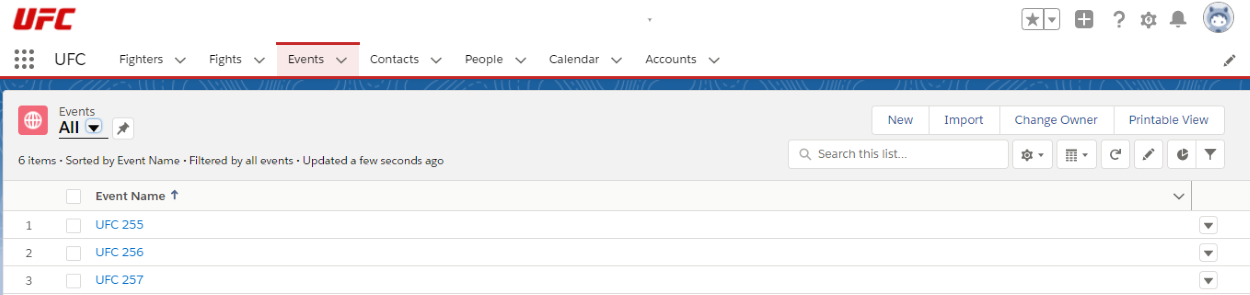 UFC
UFC Fighters Fights Events Contacts People Calendar Accounts
Events
All
New Import Change Owner Printable View
6 items • Sorted by Event Name • Filtered by all events • Updated a few seconds ago
Search this list...
Event Name
1 UFC 255
2 UFC 256
3 UFC 257